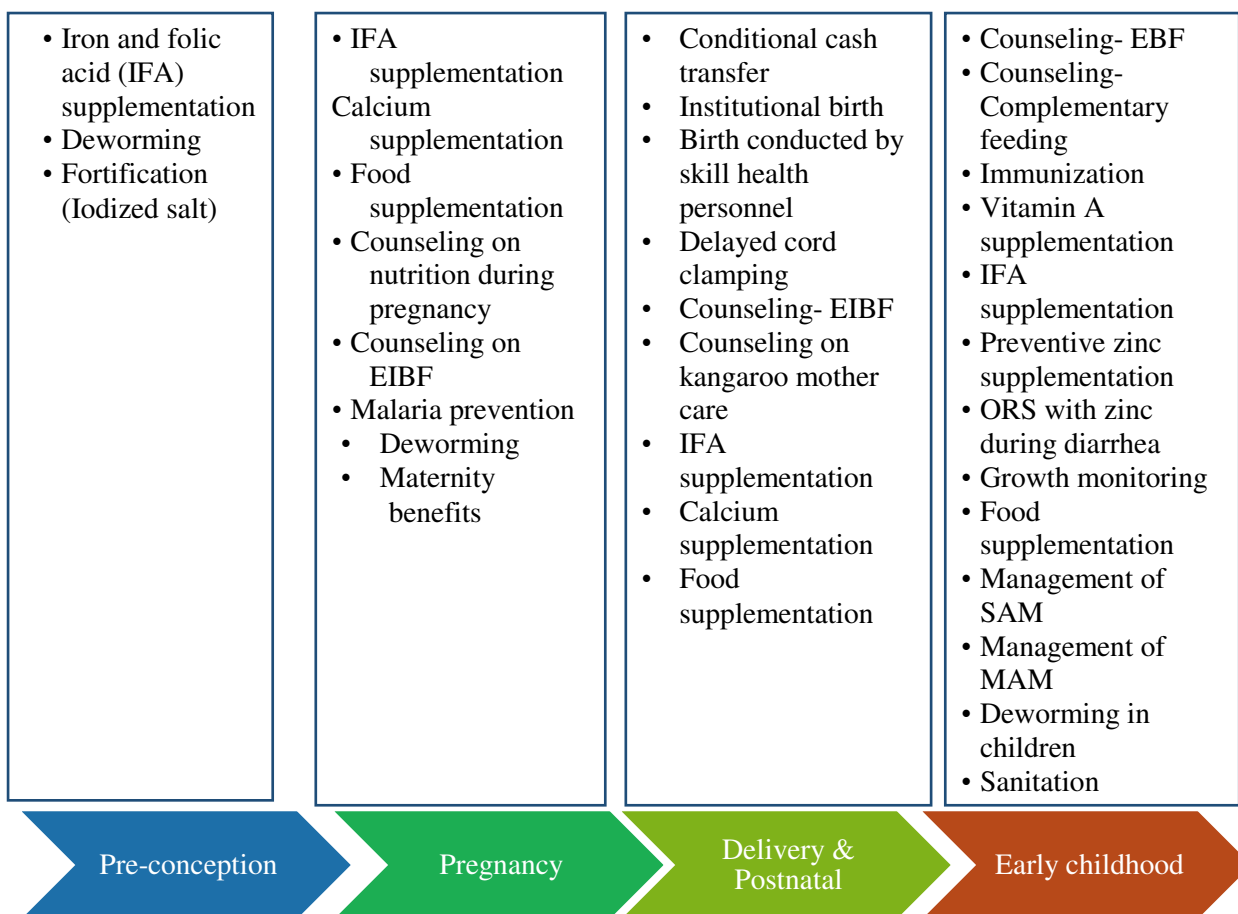 • Iron and folic
acid (IFA)
supplementation
• Deworming
• Fortification
(Iodized salt)
• IFA
supplementation
Calcium
supplementation
• Food
supplementation
• Counseling on
nutrition during
pregnancy
• Counseling on
EIBF
• Malaria prevention
• Deworming
• Maternity
benefits
• Conditional cash
transfer
• Institutional birth
• Birth conducted by
skill health
personnel
• Delayed cord
clamping
• Counseling- EIBF
• Counseling on
kangaroo mother
care
• IFA
supplementation
• Calcium
supplementation
• Food
supplementation
• Counseling- EBF
• Counseling-
Complementary
feeding
• Immunization
• Vitamin A
supplementation
• IFA
supplementation
• Preventive zinc
supplementation
• ORS with zinc
during diarrhea
• Growth monitoring
• Food
supplementation
• Management of
SAM
• Management of
MAM
• Deworming in
children
• Sanitation
Pre-conception
Pregnancy
Delivery &
Postnatal
Early childhood